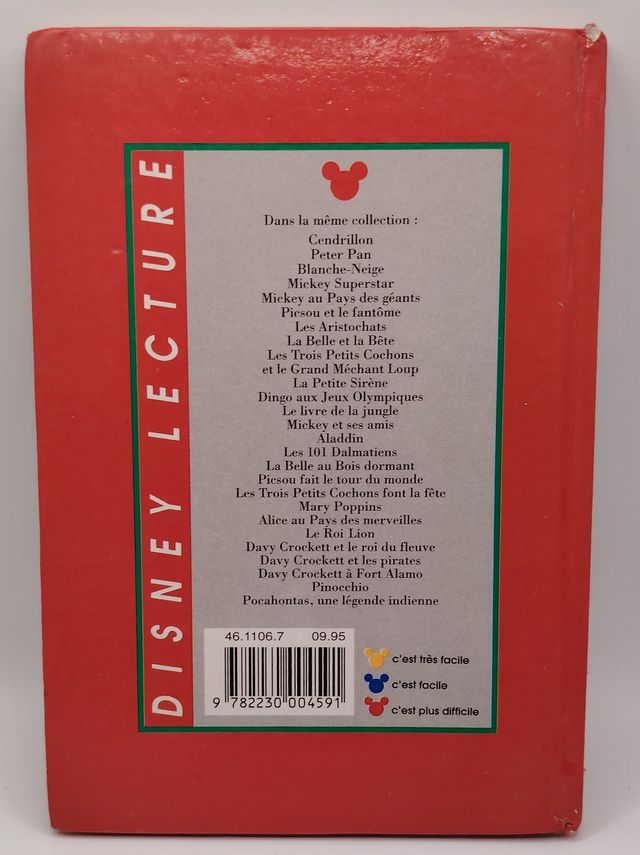 DISNEY LECTURE
Dans la même collection :
Cendrillon
Peter Pan
Blanche-Neige
Mickey Superstar
Mickey au Pays des géants
Picsou et le fantôme
Les Aristochats
La Belle et la Bête
Les Trois Petits Cochons
et le Grand Méchant Loup
La Petite Sirène
Dingo aux Jeux Olympiques
Le livre de la jungle
Mickey et ses amis
Aladdin
Les 101 Dalmatiens
La Belle au Bois dormant
Picsou fait le tour du monde
Les Trois Petits Cochons font la fête
Mary Poppins
Alice au Pays des merveilles
Le Roi Lion
Davy Crockett et le roi du fleuve
Davy Crockett et les pirates
Davy Crockett à Fort Alamo
Pinocchio
Pocahontas, une légende indienne
46.1106.7 09.95
9 782230 004591
c'est très facile
c'est facile
c'est plus difficile